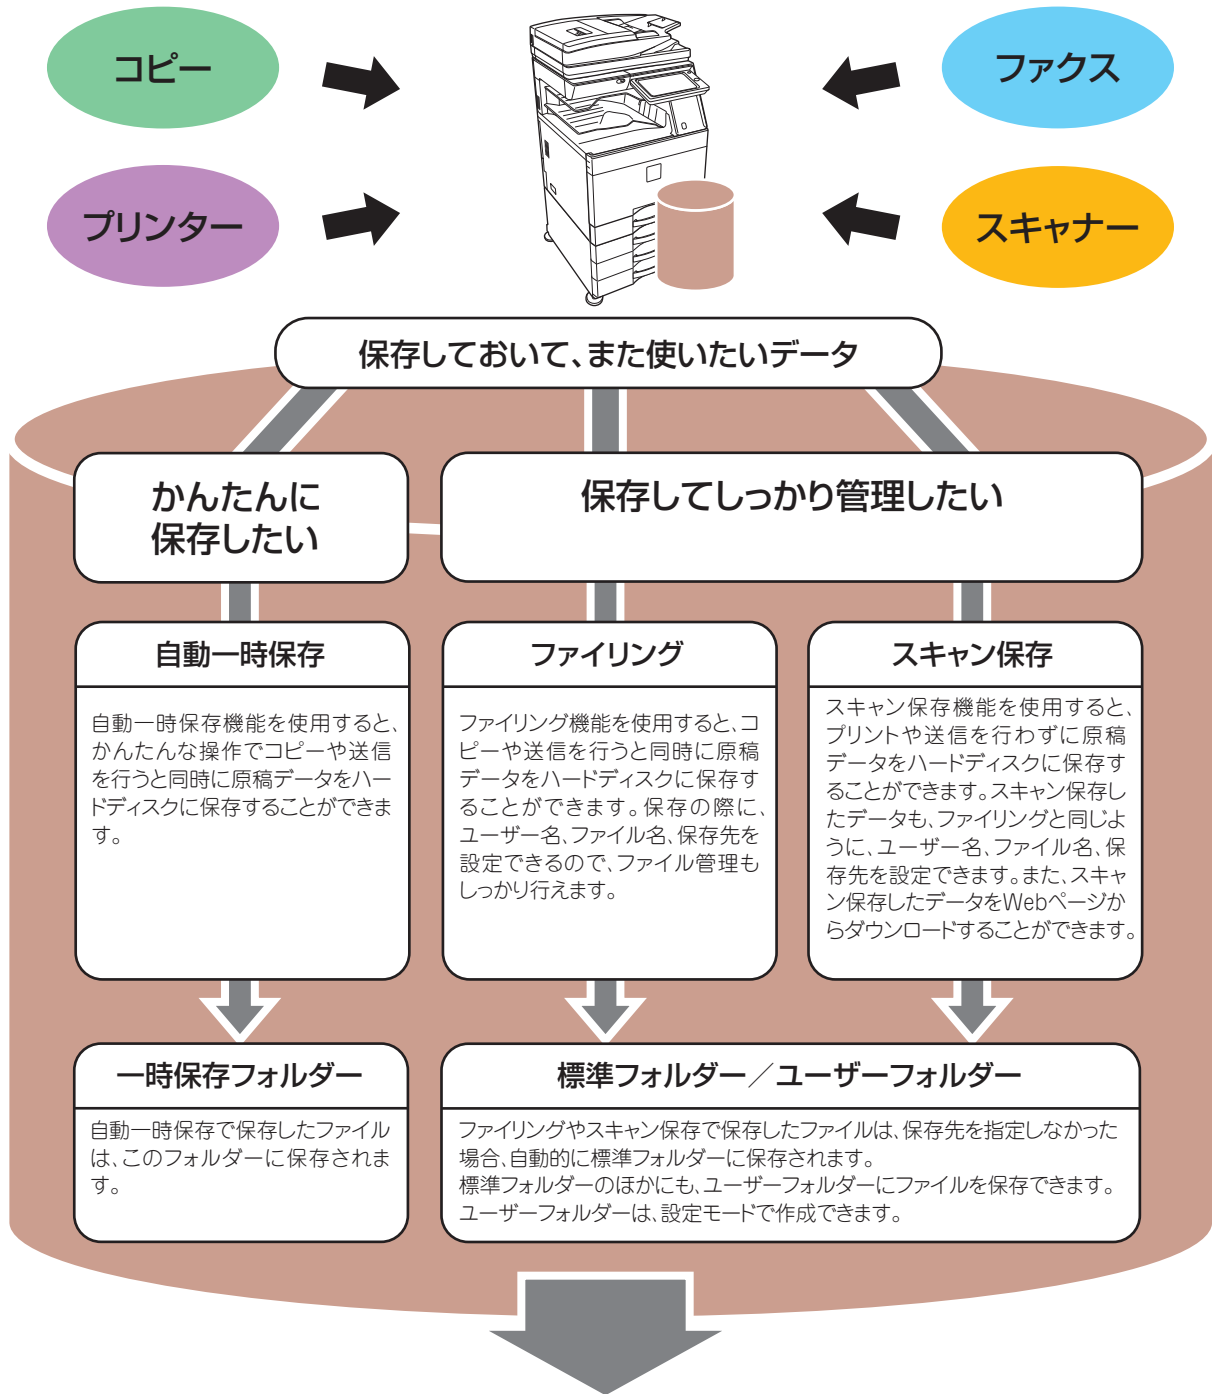 コピー
ファクス
プリンター
スキャナー
保存しておいて、また使いたいデータ
かんたんに
保存したい
保存してしっかり管理したい
自動一時保存
自動一時保存機能を使用すると、
かんたんな操作でコピーや送信
を行うと同時に原稿データをハー
ドディスクに保存することができま
す。
ファイリング
ファイリング機能を使用すると、コ
ピーや送信を行うと同時に原稿
データをハードディスクに保存す
ることができます。保存の際に、
ユーザー名、ファイル名、保存先を
設定できるので、ファイル管理も
しっかり行えます。
スキャン保存
スキャン保存機能を使用すると、
プリントや送信を行わずに原稿
データをハードディスクに保存す
ることができます。スキャン保存し
たデータも、ファイリングと同じよ
うに、ユーザー名、ファイル名、保
存先を設定できます。また、スキャ
ン保存したデータをWebページか
らダウンロードすることができます。
一時保存フォルダー
自動一時保存で保存したファイル
は、このフォルダーに保存されま
す。
標準フォルダー／ユーザーフォルダー
ファイリングやスキャン保存で保存したファイルは、保存先を指定しなかった
場合、自動的に標準フォルダーに保存されます。
標準フォルダーのほかにも、ユーザーフォルダーにファイルを保存できます。
ユーザーフォルダーは、設定モードで作成できます。